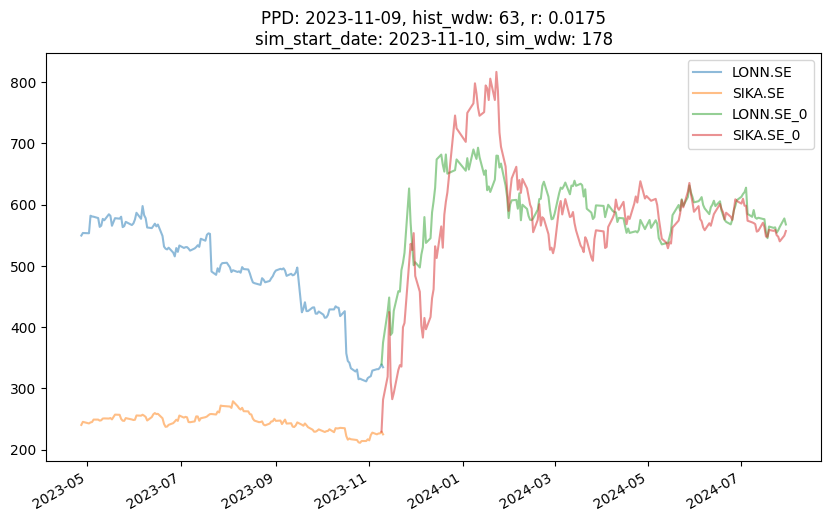 PPD: 2023-11-09, hist_wdw: 63, r: 0.0175
sim_start_date: 2023-11-10, sim_wdw: 178
LONN.SE
SIKA.SE
LONN.SE_0
SIKA.SE_0
800
700
600
500
400
300
200
2023-05
2023-07
2023-09
2023-11
2024-01
2024-03
2024-05
2024-07